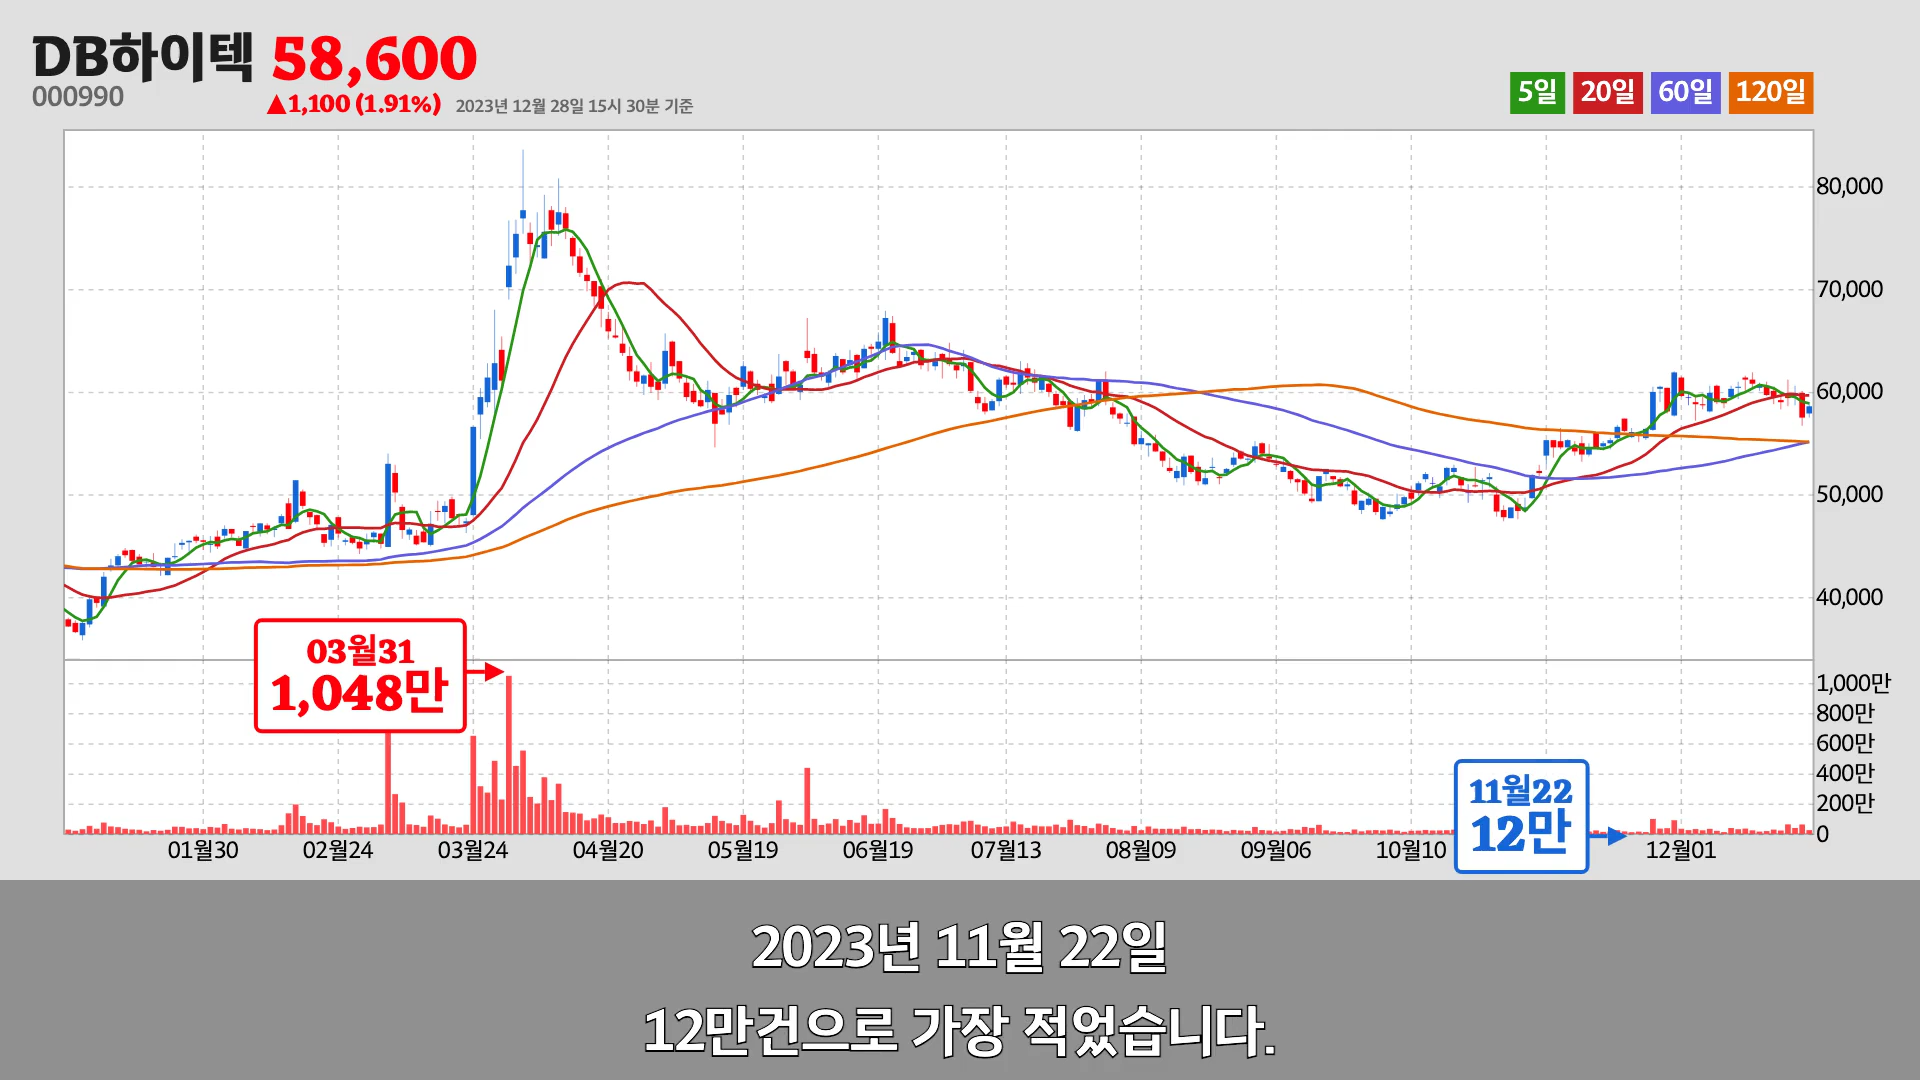 DB하이텍 58,600
000990
▲1,100 (1.91%) 2023년 12월 28일 15시 30분 기준
5일 20일 60일 120일
80,000
70,000
60,000
50,000
40,000
03월31
1,048만
1,000만
800만
600만
400만
200만
0
11월22
12만
01월30 02월24 03월24 04월20 05월19 06월19 07월13 08월09 09월06 10월10 12월01
2023년 11월 22일
12만건으로 가장 적었습니다.